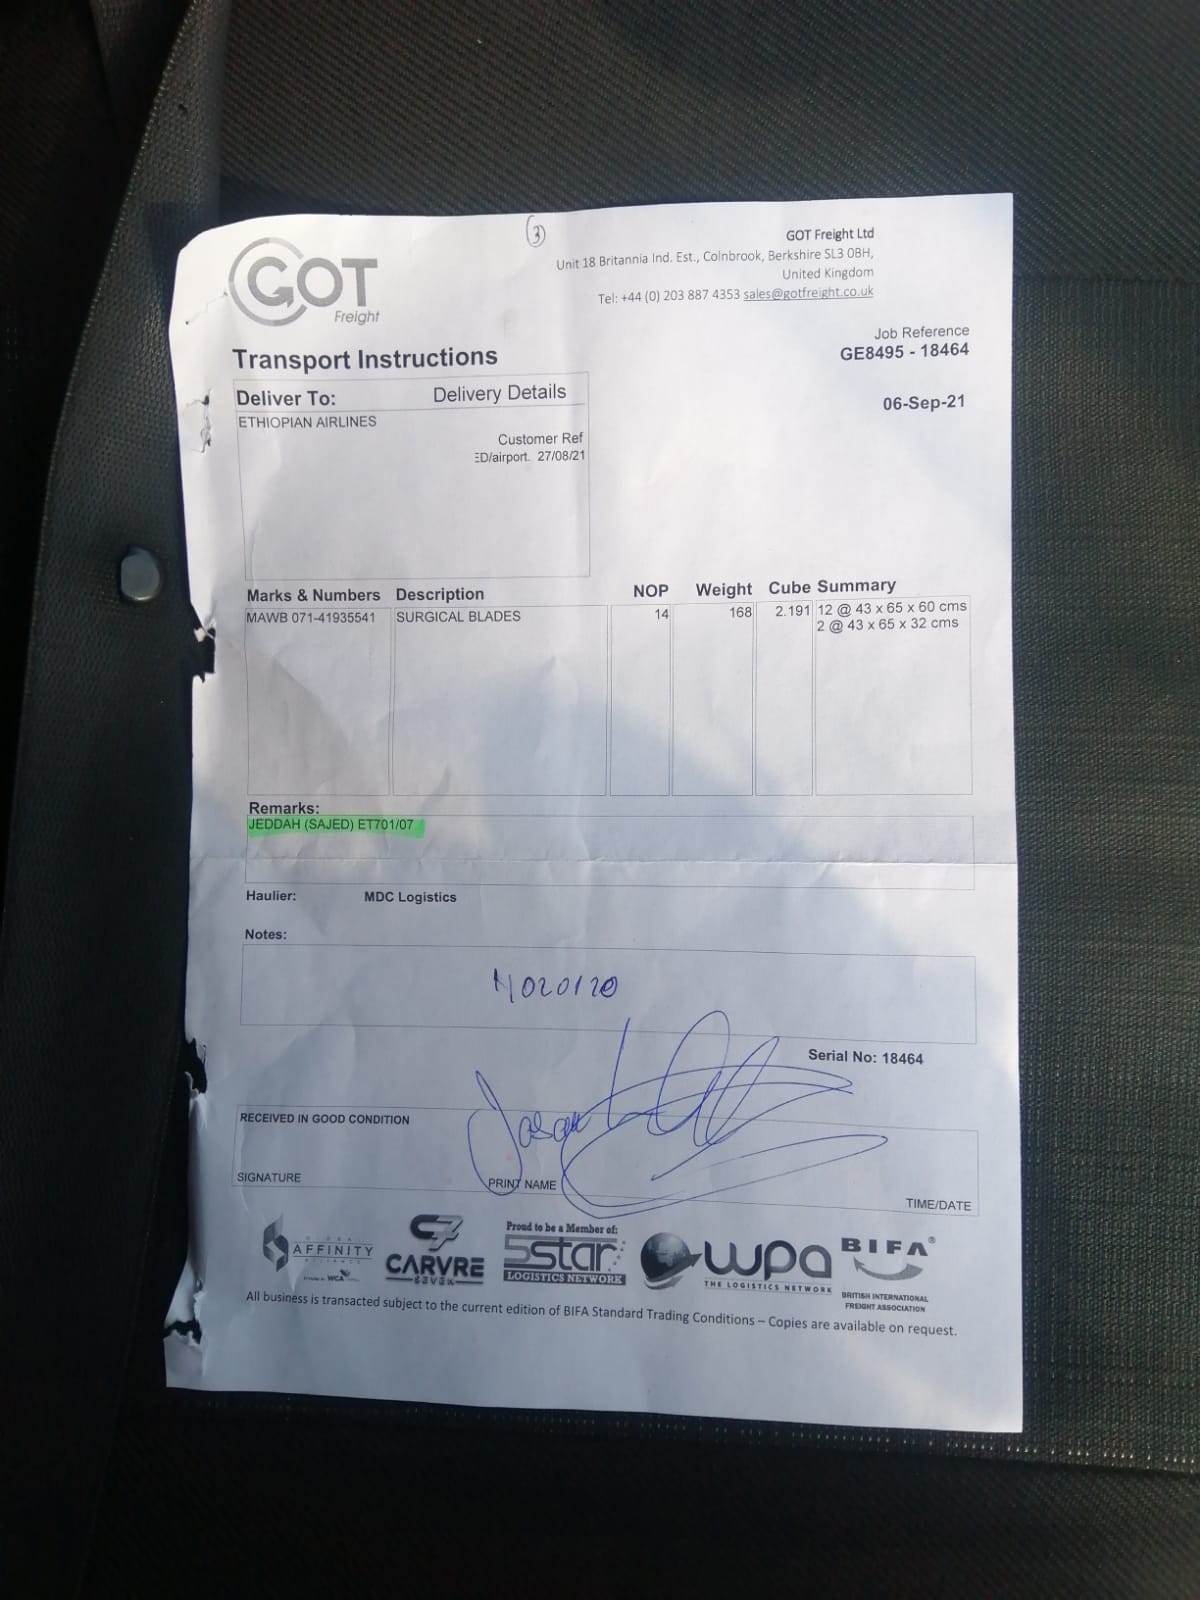 3
GOT
Freight
GOT Freight Ltd
Unit 18 Britannia Ind. Est., Colnbrook, Berkshire SL3 0BH,
United Kingdom
Tel: +44 (0) 203 887 4353 sales@gotfreight.co.uk
Job Reference
GE8495 - 18464
06-Sep-21
Transport Instructions
Deliver To: Delivery Details
ETHIOPIAN AIRLINES
Customer Ref
ED/airport. 27/08/21
Marks & Numbers Description NOP Weight Cube Summary
MAWB 071-41935541 SURGICAL BLADES 14 168 2.191 12 @ 43 x 65 x 60 cms
2 @ 43 x 65 x 32 cms
Remarks:
JEDDAH (SAJED) ET701/07
Haulier: MDC Logistics
Notes:
Serial No: 18464
RECEIVED IN GOOD CONDITION
SIGNATURE
PRINT NAME
TIME/DATE
AFFINITY
WCA
C7
CARVRE
SEVEN
Proud to be a Member of:
5star
LOGISTICS NETWORK
wpa
THE LOGISTICS NETWORK
BIFA®
BRITISH INTERNATIONAL
FREIGHT ASSOCIATION
All business is transacted subject to the current edition of BIFA Standard Trading Conditions – Copies are available on request.